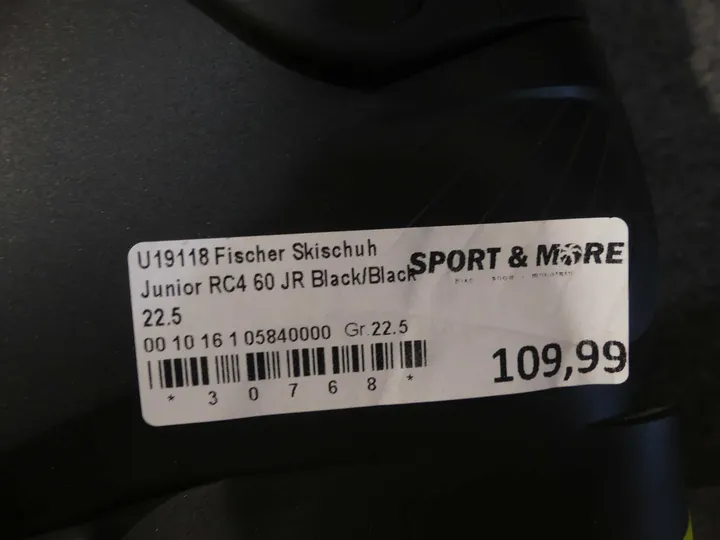 U19118 Fischer Skischuh
Junior RC4 60 JR Black/Black
22.5
00 10 16 1 05840000 Gr.22.5
* 3 0 7 6 8 *
SPORT & MORE
109,99